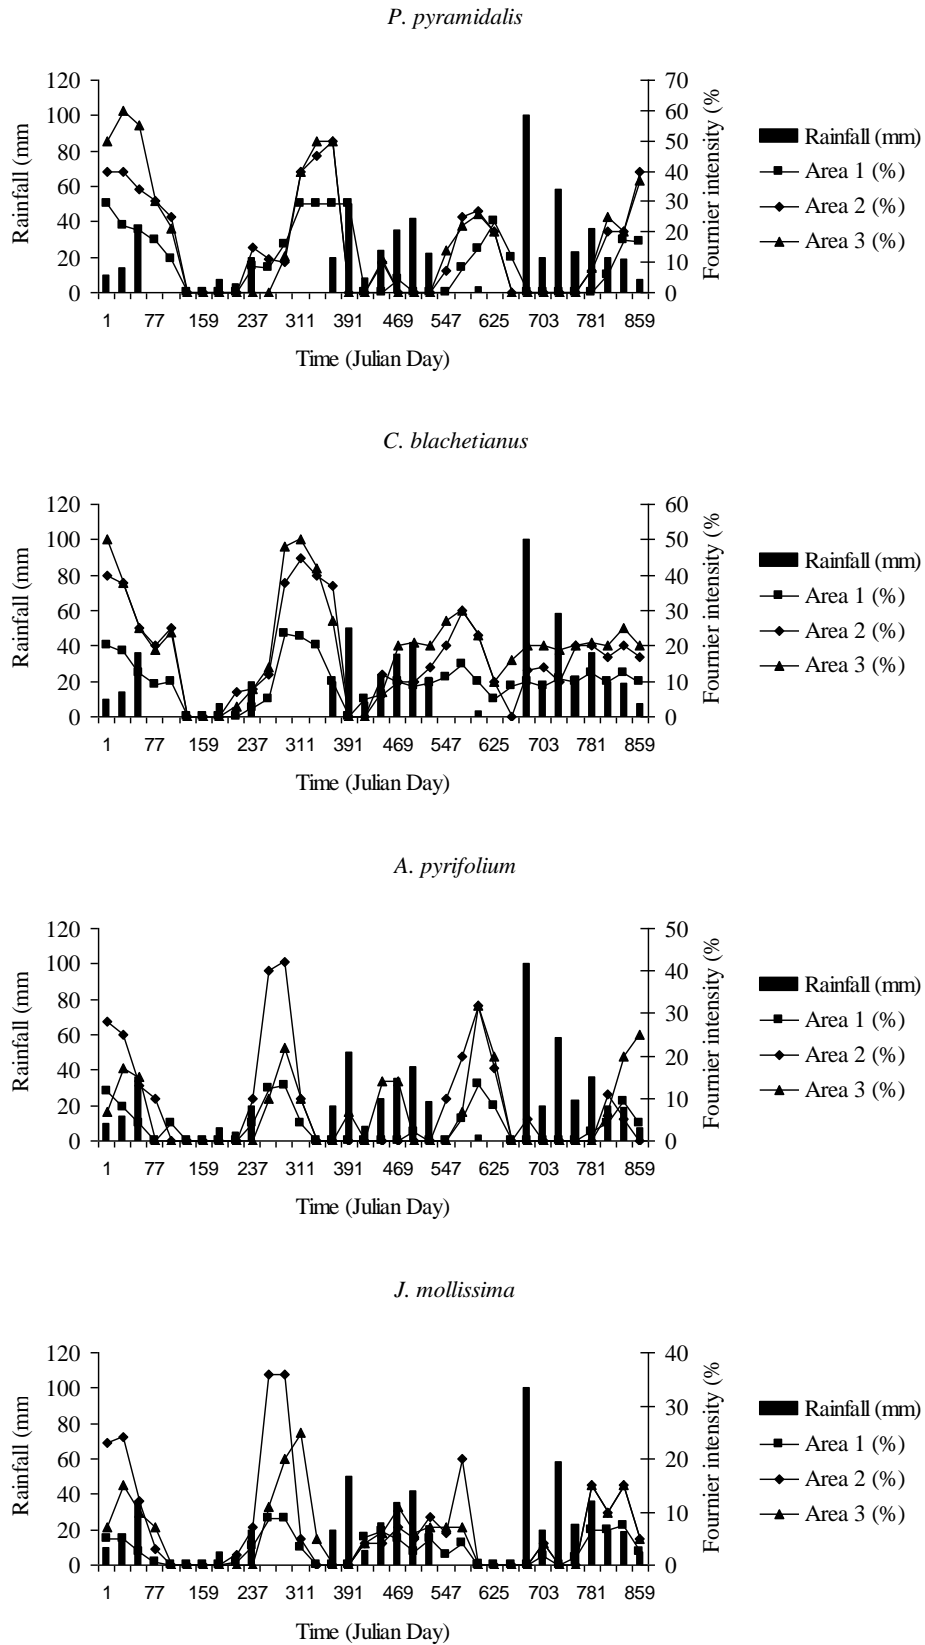 P. pyramidalis
120
100
80
60
40
20
0
Rainfall (mm
70
60
50
40
30
20
10
0
Fournier intensity (%
1 77 159 237 311 391 469 547 625 703 781 859
Time (Julian Day)
Rainfall (mm)
Area 1 (%)
Area 2 (%)
Area 3 (%)
C. blachetianus
120
100
80
60
40
20
0
Rainfall (mm
60
50
40
30
20
10
0
Fournier intensity (%
1 77 159 237 311 391 469 547 625 703 781 859
Time (Julian Day)
Rainfall (mm)
Area 1 (%)
Area 2 (%)
Area 3 (%)
A. pyrifolium
120
100
80
60
40
20
0
Rainfall (mm
50
40
30
20
10
0
Fournier intensity (%
1 77 159 237 311 391 469 547 625 703 781 859
Time (Julian Day)
Rainfall (mm)
Area 1 (%)
Area 2 (%)
Area 3 (%)
J. mollissima
120
100
80
60
40
20
0
Rainfall (mm
40
30
20
10
0
Fournier intensity (%
1 77 159 237 311 391 469 547 625 703 781 859
Time (Julian Day)
Rainfall (mm)
Area 1 (%)
Area 2 (%)
Area 3 (%)